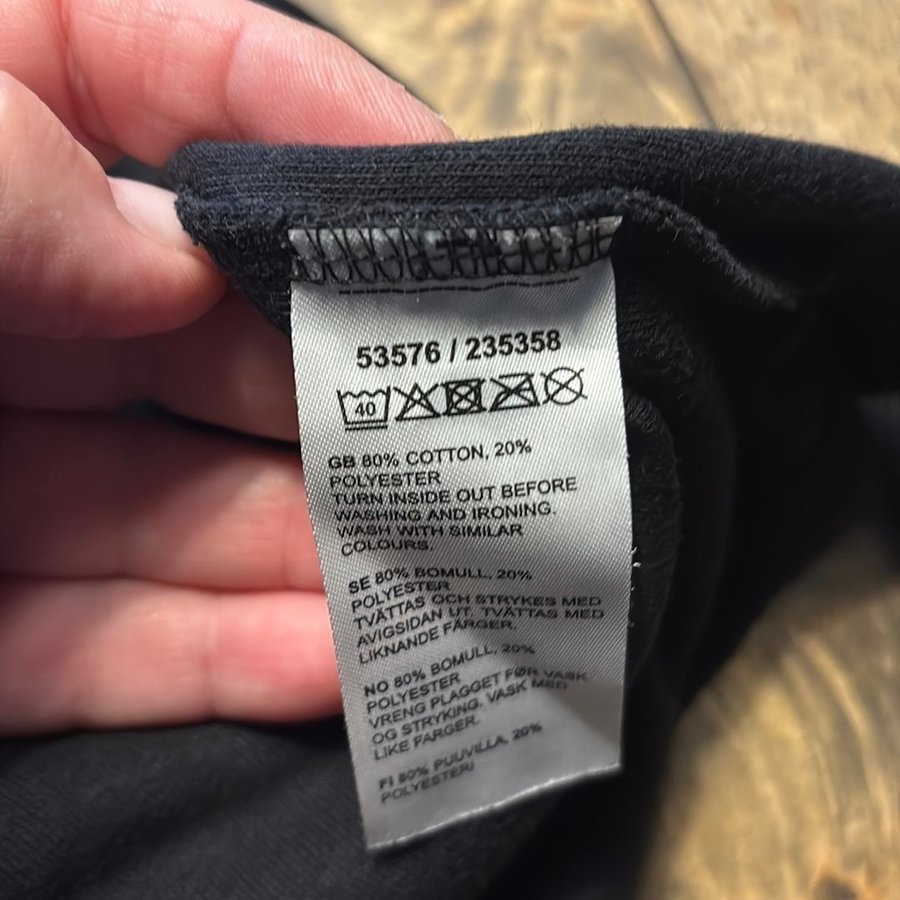 53576 / 235358
40
GB 80% COTTON, 20%
POLYESTER
TURN INSIDE OUT BEFORE
WASHING AND IRONING.
WASH WITH SIMILAR
COLOURS.
SE 80% BOMULL, 20%
POLYESTER
TVÄTTAS OCH STRYKES MED
AVIGSIDAN UT. TVÄTTAS MED
LIKNANDE FÄRGER.
NO 80% BOMULL, 20%
POLYESTER
VRENG PLAGGET FØR VASK
OG STRYKING. VASK MED
LIKE FARGER.
FI 80% PUUVILLA, 20%
POLYESTERI